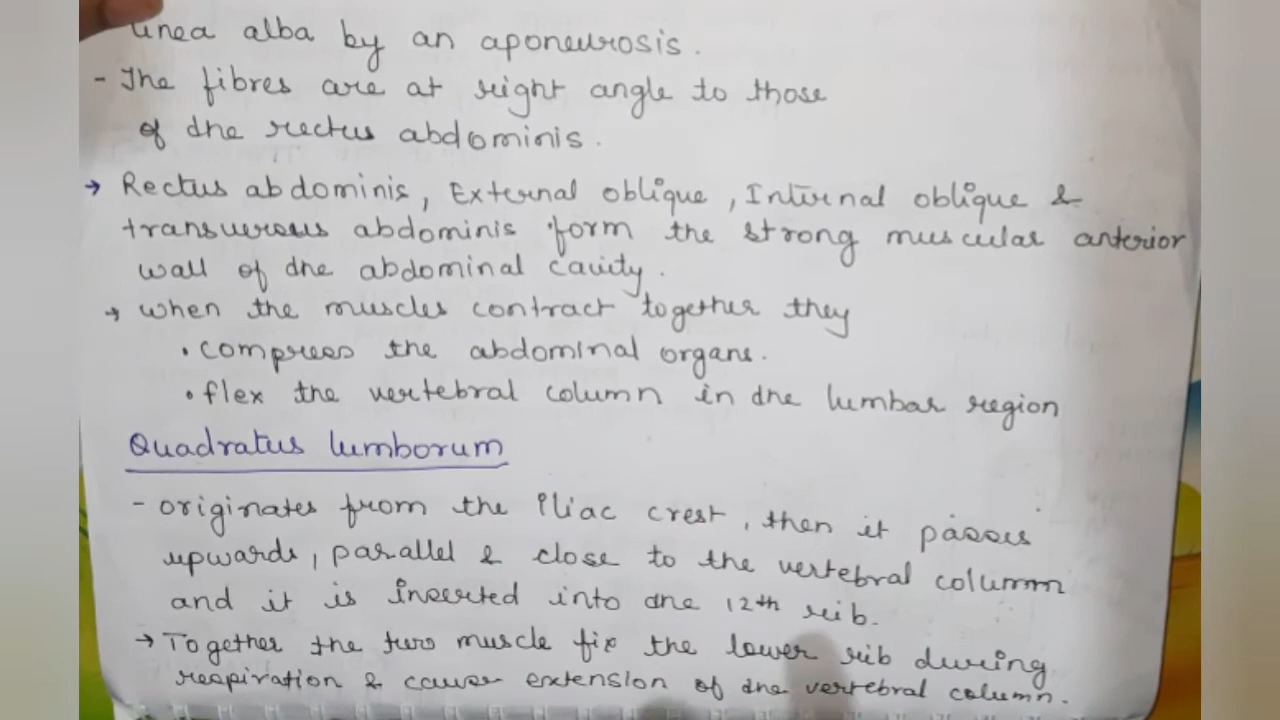 linea alba by an aponeurosis.
- The fibres are at right angle to those
of the rectus abdominis.
→ Rectus abdominis, External oblique, Internal oblique &
transverous abdominis form the strong muscular anterior
wall of the abdominal cavity.
→ when the muscles contract together they
• compress the abdominal organs.
• flex the vertebral column in the lumbar region
Quadratus lumborum
- originates from the iliac crest, then it passes
upwards, parallel & close to the vertebral column
and it is inserted into the 12th rib.
→ Together the two muscle fix the lower rib during
respiration & cause extension of the vertebral column.